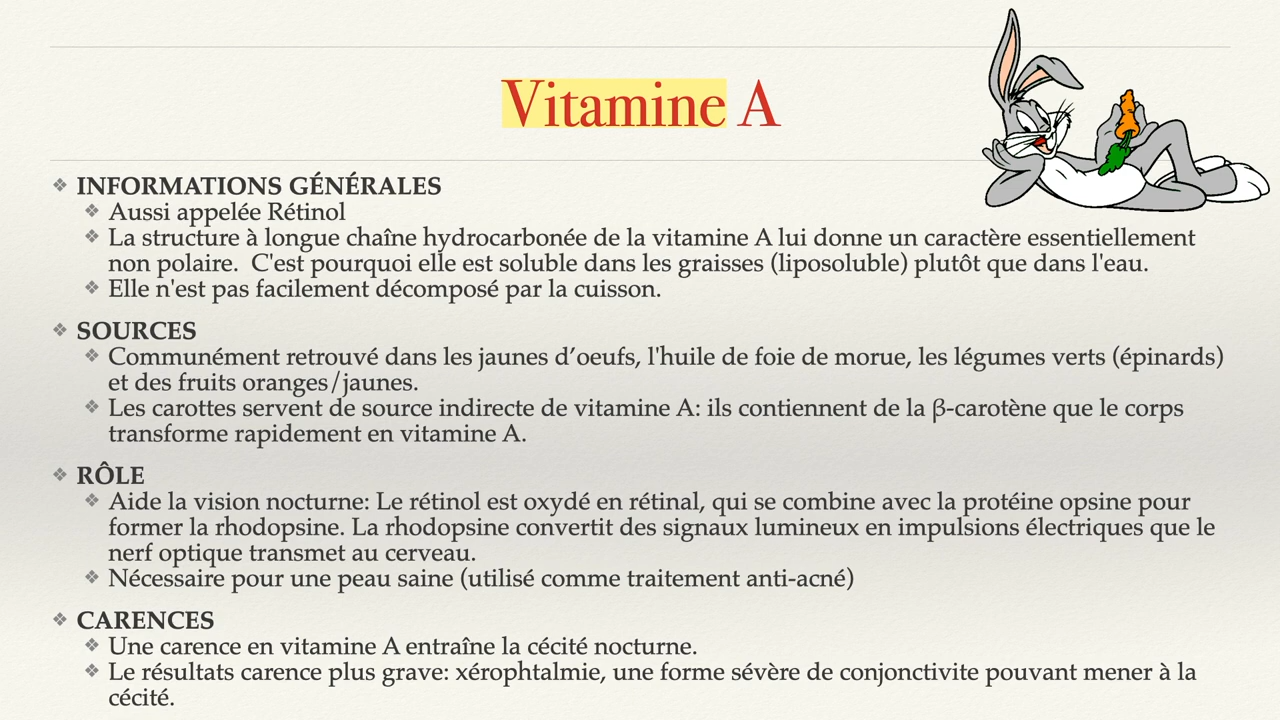 Vitamine A
❖ INFORMATIONS GÉNÉRALES
❖ Aussi appelée Rétinol
❖ La structure à longue chaîne hydrocarbonée de la vitamine A lui donne un caractère essentiellement
non polaire.  C'est pourquoi elle est soluble dans les graisses (liposoluble) plutôt que dans l'eau.
❖ Elle n'est pas facilement décomposé par la cuisson.
❖ SOURCES
❖ Communément retrouvé dans les jaunes d’oeufs, l'huile de foie de morue, les légumes verts (épinards)
et des fruits oranges/jaunes.
❖ Les carottes servent de source indirecte de vitamine A: ils contiennent de la β-carotène que le corps
transforme rapidement en vitamine A.
❖ RÔLE
❖ Aide la vision nocturne: Le rétinol est oxydé en rétinal, qui se combine avec la protéine opsine pour
former la rhodopsine. La rhodopsine convertit des signaux lumineux en impulsions électriques que le
nerf optique transmet au cerveau.
❖ Nécessaire pour une peau saine (utilisé comme traitement anti-acné)
❖ CARENCES
❖ Une carence en vitamine A entraîne la cécité nocturne.
❖ Le résultats carence plus grave: xérophtalmie, une forme sévère de conjonctivite pouvant mener à la
cécité.